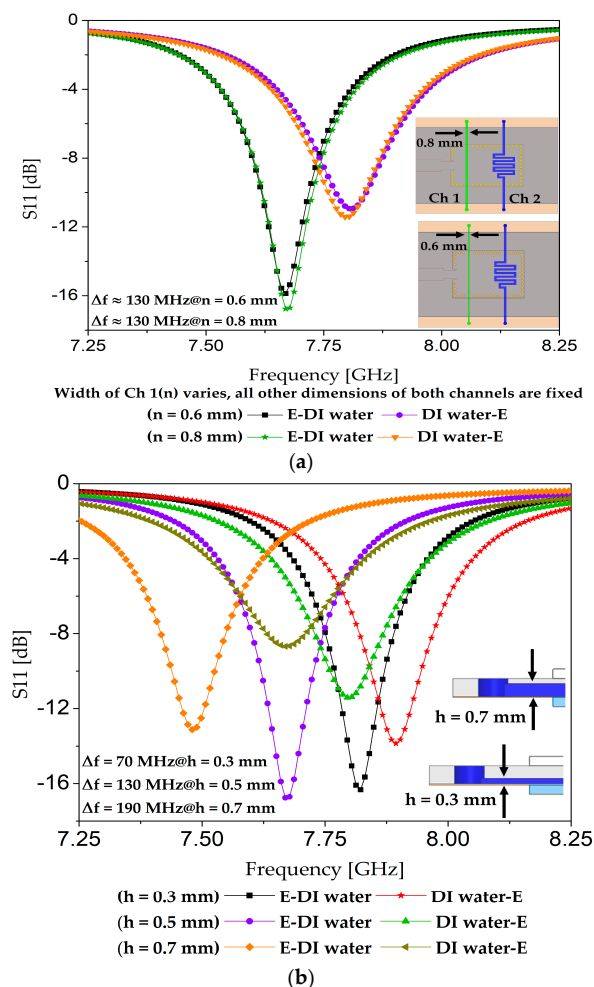 0
-4
-8
-12
-16
S11 [dB]
0.8 mm
Ch 1
Ch 2
0.6 mm
Δf ≈ 130 MHz@n = 0.6 mm
Δf ≈ 130 MHz@n = 0.8 mm
7.25 7.50 7.75 8.00 8.25
Frequency [GHz]
Width of Ch 1(n) varies, all other dimensions of both channels are fixed
(n = 0.6 mm) E-DI water DI water-E
(n = 0.8 mm) E-DI water DI water-E
(a)
0
-4
-8
-12
-16
S11 [dB]
h = 0.7 mm
h = 0.3 mm
Δf = 70 MHz@h = 0.3 mm
Δf = 130 MHz@h = 0.5 mm
Δf = 190 MHz@h = 0.7 mm
7.25 7.50 7.75 8.00 8.25
Frequency [GHz]
(h = 0.3 mm) E-DI water DI water-E
(h = 0.5 mm) E-DI water DI water-E
(h = 0.7 mm) E-DI water DI water-E
(b)